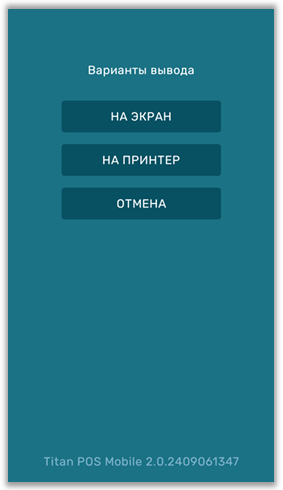 Варианты вывода
НА ЭКРАН
НА ПРИНТЕР
ОТМЕНА
Titan POS Mobile 2.0.2409061347